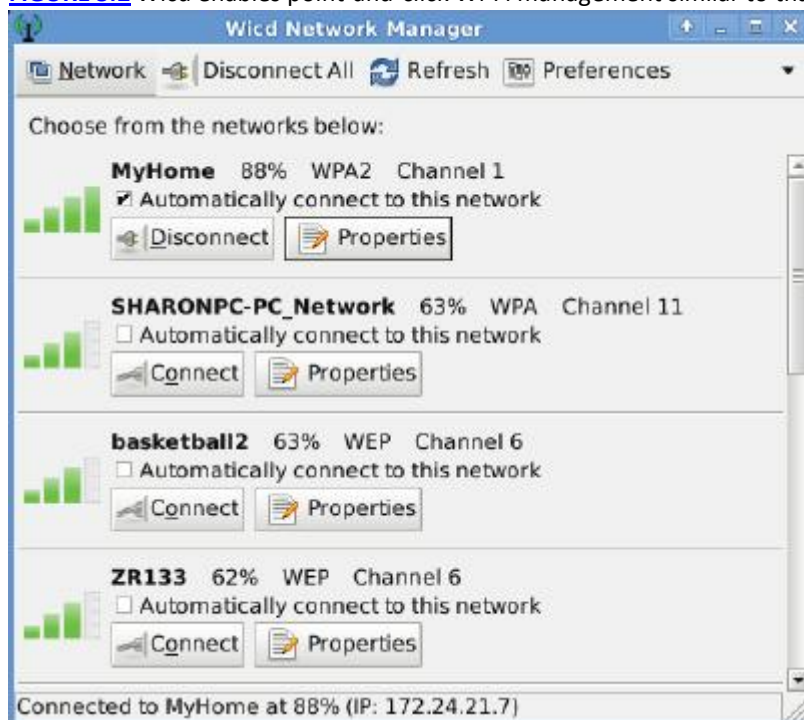 Wicd enables point-and-click WPA management similar to the
Wicd Network Manager
Network Disconnect All Refresh Preferences
Choose from the networks below:
MyHome 88% WPA2 Channel 1
Automatically connect to this network
Disconnect Properties
SHARONPC-PC_Network 63% WPA Channel 11
Automatically connect to this network
Connect Properties
basketball2 63% WEP Channel 6
Automatically connect to this network
Connect Properties
ZR133 62% WEP Channel 6
Automatically connect to this network
Connect Properties
Connected to MyHome at 88% (IP: 172.24.21.7)